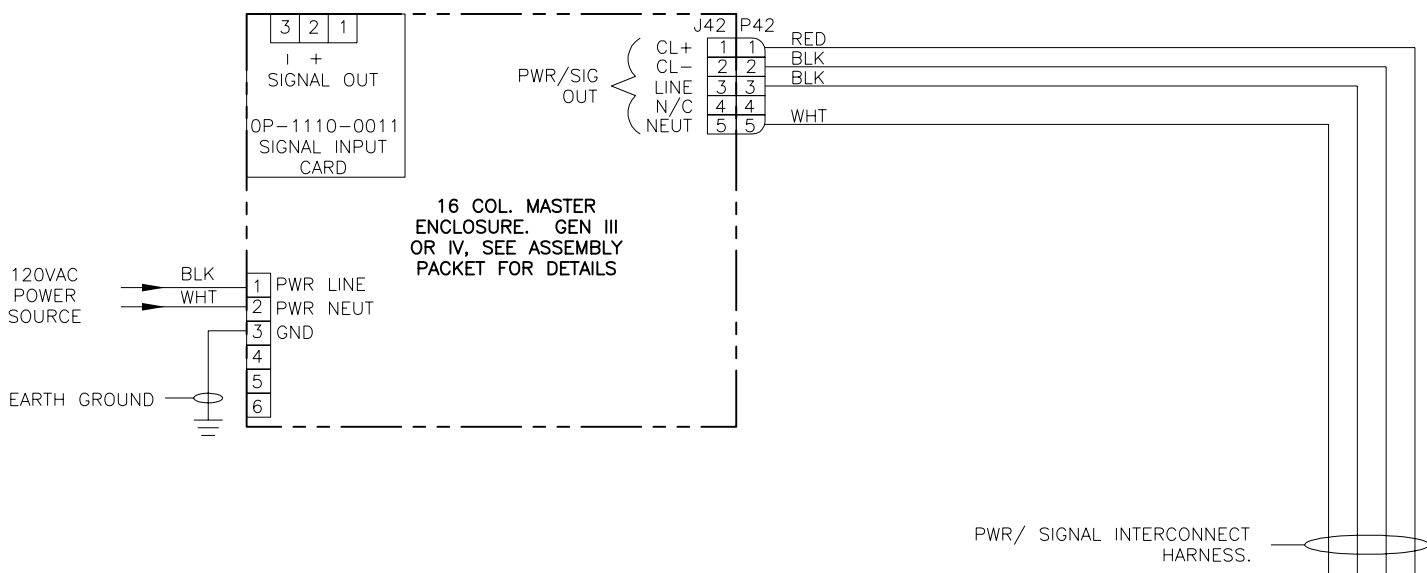 3 2 1
– +
SIGNAL OUT
0P-1110-0011
SIGNAL INPUT
CARD
J42 P42
PWR/SIG
OUT
CL+ 1 1 RED
CL- 2 2 BLK
LINE 3 3 BLK
N/C 4 4
NEUT 5 5 WHT
16 COL. MASTER
ENCLOSURE. GEN III
OR IV, SEE ASSEMBLY
PACKET FOR DETAILS
120VAC
POWER
SOURCE
BLK 1 PWR LINE
WHT 2 PWR NEUT
3 GND
4
5
6
EARTH GROUND
PWR/ SIGNAL INTERCONNECT
HARNESS.